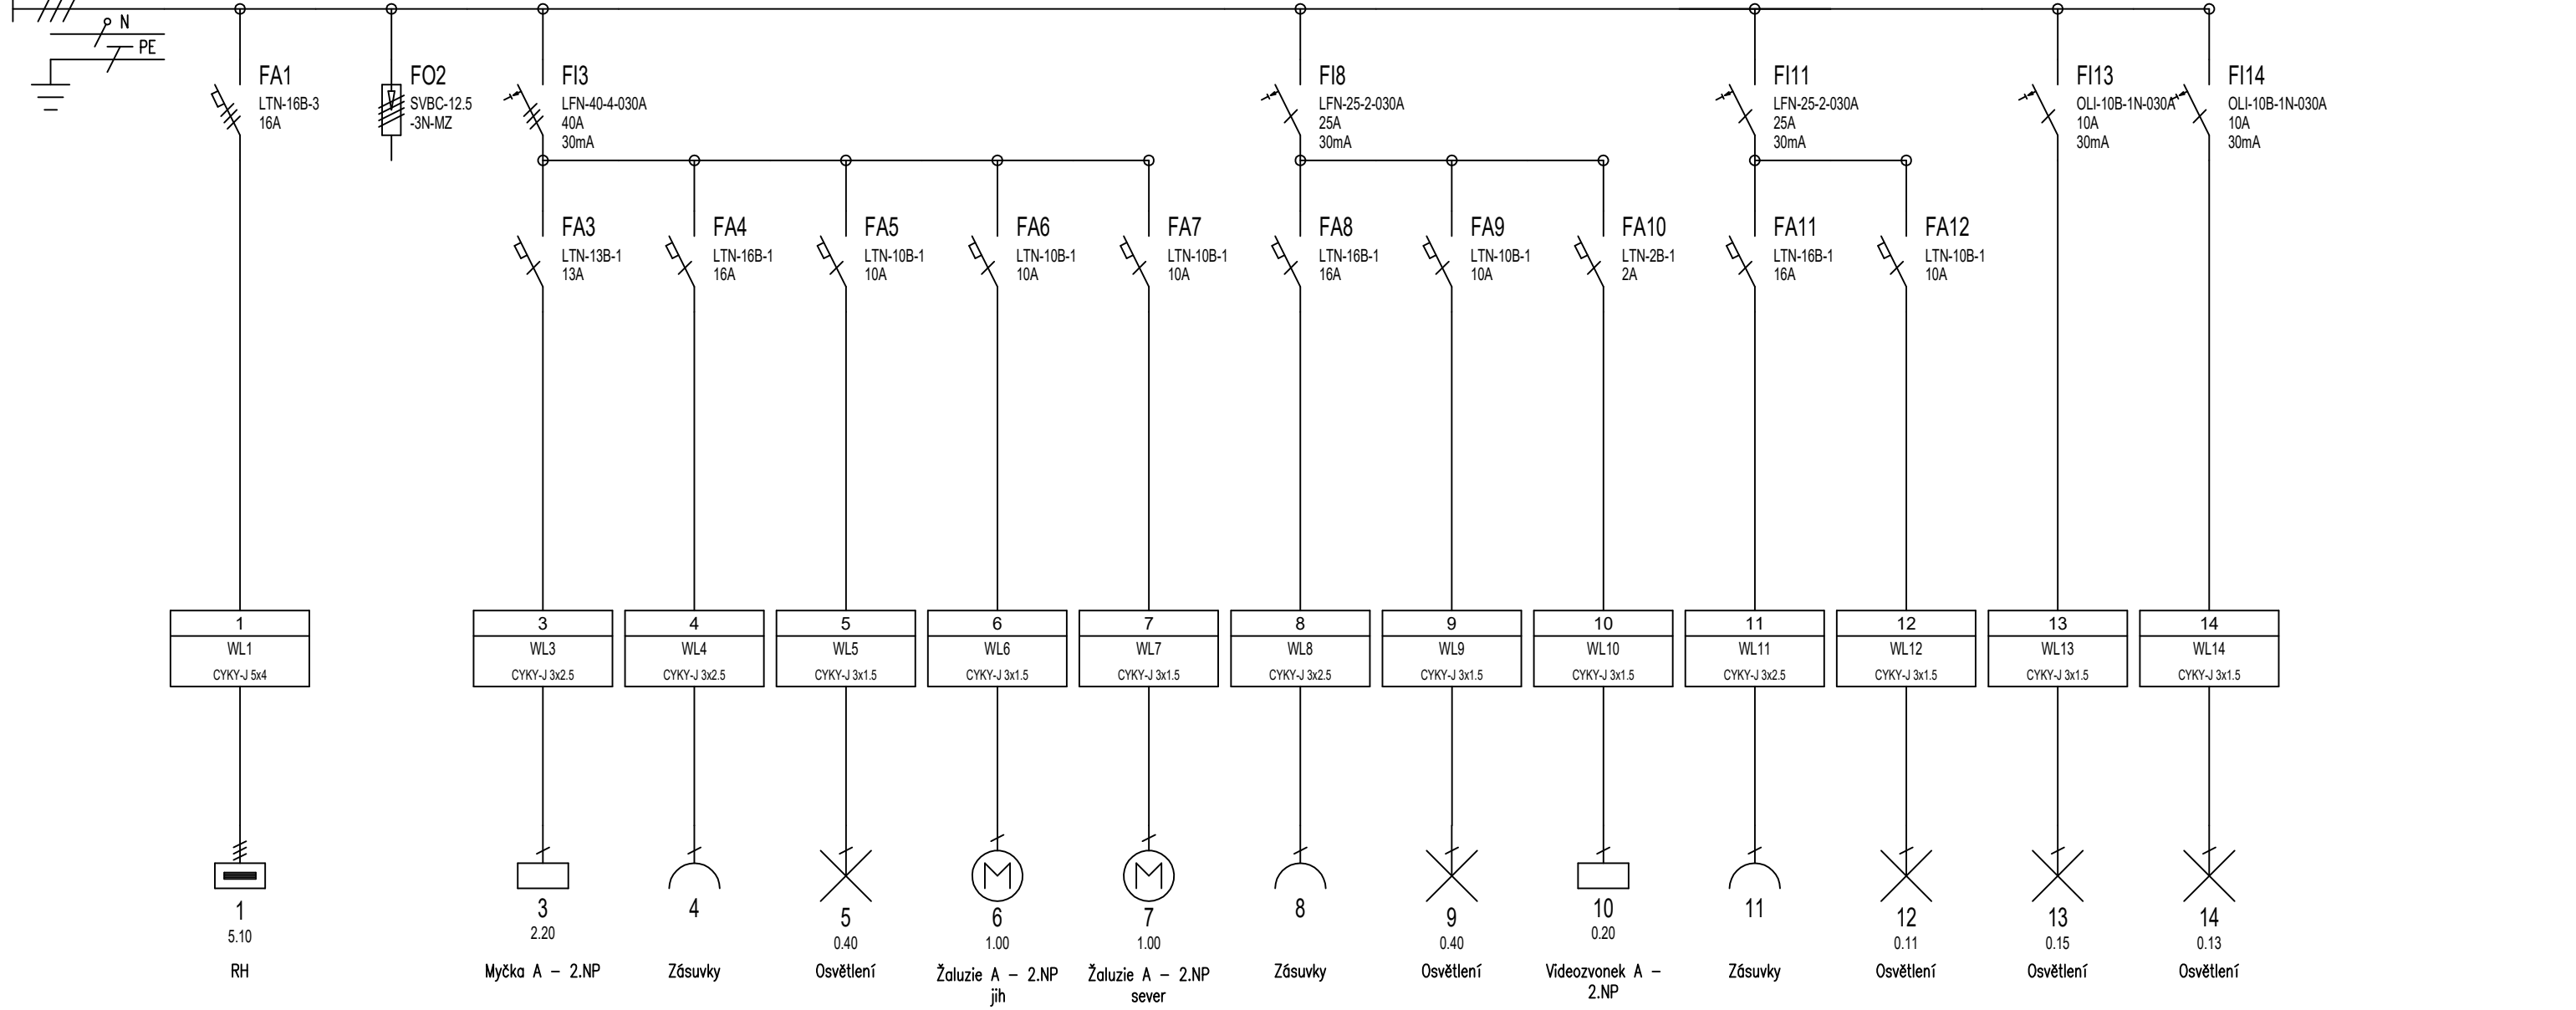 N
PE
FA1
LTN-16B-3
16A
FO2
SVBC-12.5
-3N-MZ
FI3
LFN-40-4-030A
40A
30mA
FI8
LFN-25-2-030A
25A
30mA
FI11
LFN-25-2-030A
25A
30mA
FI13
OLI-10B-1N-030A
10A
30mA
FI14
OLI-10B-1N-030A
10A
30mA
FA3
LTN-13B-1
13A
FA4
LTN-16B-1
16A
FA5
LTN-10B-1
10A
FA6
LTN-10B-1
10A
FA7
LTN-10B-1
10A
FA8
LTN-16B-1
16A
FA9
LTN-10B-1
10A
FA10
LTN-2B-1
2A
FA11
LTN-16B-1
16A
FA12
LTN-10B-1
10A
1
WL1
CYKY-J 5x4
3
WL3
CYKY-J 3x2.5
4
WL4
CYKY-J 3x2.5
5
WL5
CYKY-J 3x1.5
6
WL6
CYKY-J 3x1.5
7
WL7
CYKY-J 3x1.5
8
WL8
CYKY-J 3x2.5
9
WL9
CYKY-J 3x1.5
10
WL10
CYKY-J 3x1.5
11
WL11
CYKY-J 3x2.5
12
WL12
CYKY-J 3x1.5
13
WL13
CYKY-J 3x1.5
14
WL14
CYKY-J 3x1.5
1
5.10
RH
3
2.20
Myčka A – 2.NP
4
Zásuvky
5
0.40
Osvětlení
M
6
1.00
Žaluzie A – 2.NP
jih
M
7
1.00
Žaluzie A – 2.NP
sever
8
Zásuvky
9
0.40
Osvětlení
10
0.20
Videozvonek A –
2.NP
11
Zásuvky
12
0.11
Osvětlení
13
0.15
Osvětlení
14
0.13
Osvětlení